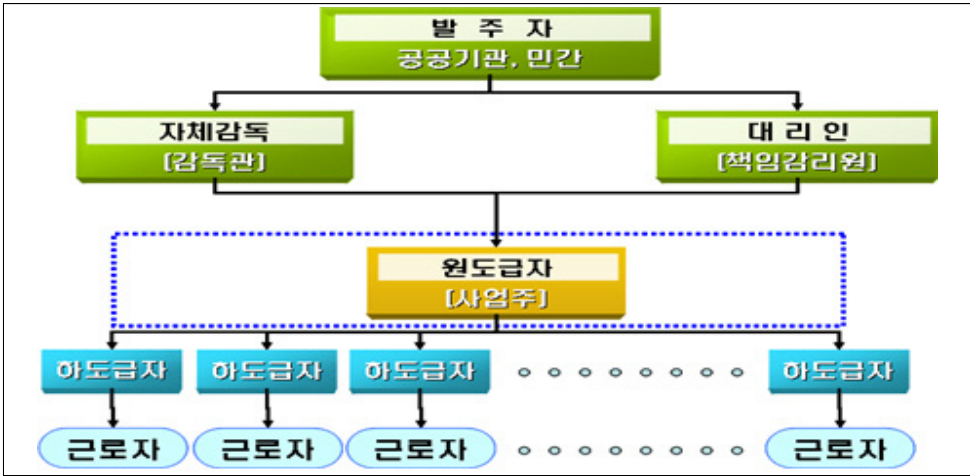 발 주 자
공공기관, 민간
자체감독
[감독관]
대 리 인
[책임감리원]
원도급자
[사업주]
하도급자 하도급자 하도급자 하도급자
근로자 근로자 근로자 근로자